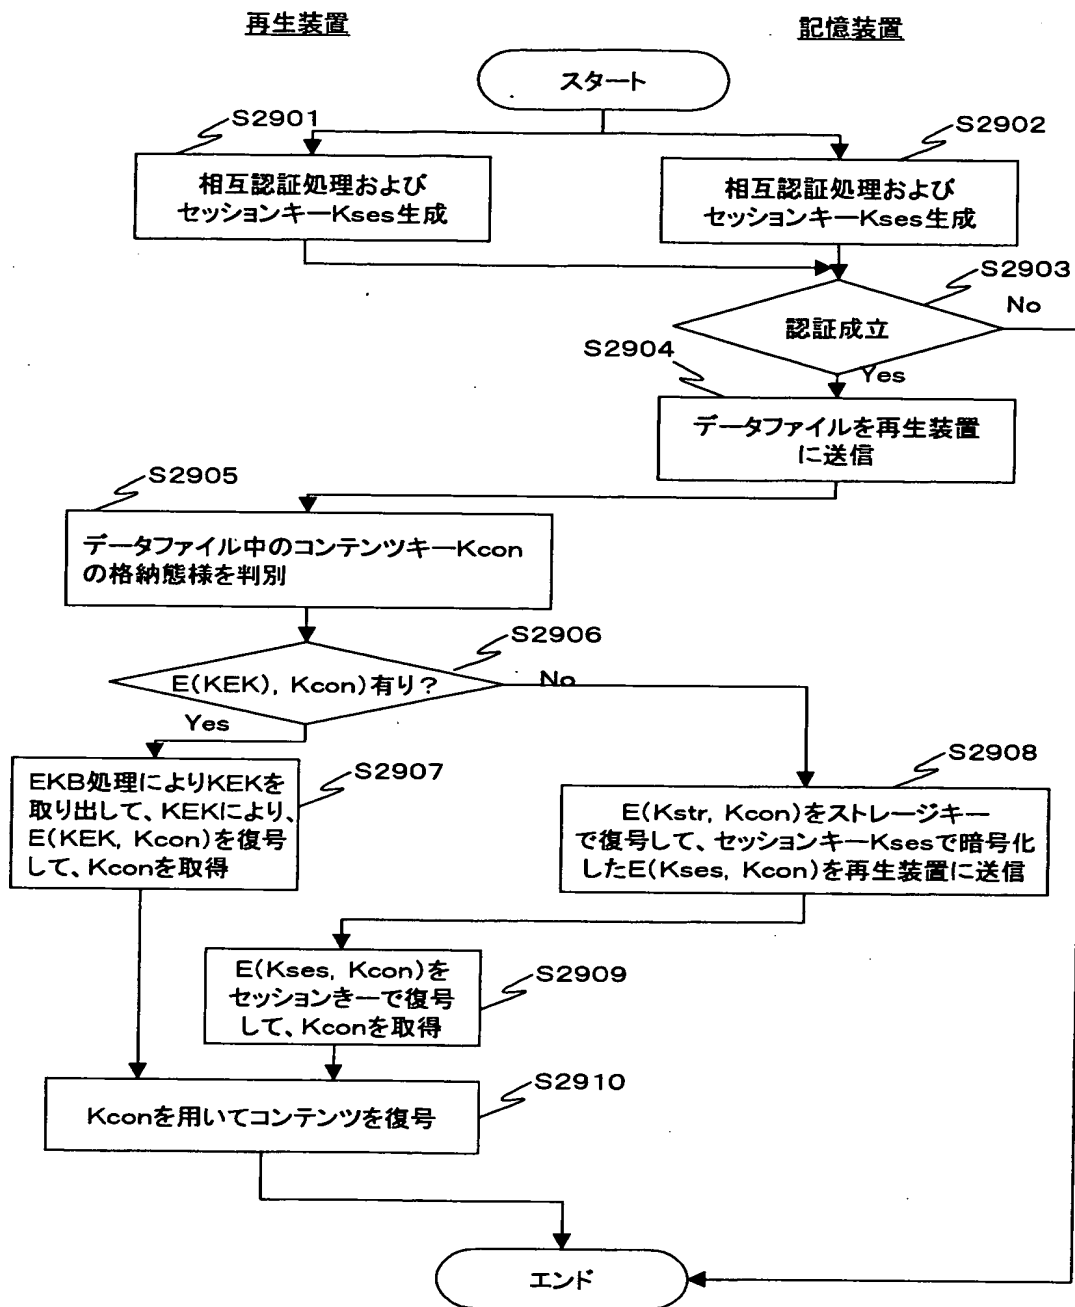 再生装置
記憶装置
スタート
S2901
S2902
相互認証処理および
セッションキーKses生成
相互認証処理および
セッションキーKses生成
S2903
No
認証成立
S2904
Yes
データファイルを再生装置
に送信
S2905
データファイル中のコンテンツキーKcon
の格納態様を判別
S2906
E(KEK), Kcon)有り?
No
Yes
S2907
EKB処理によりKEKを
取り出して、KEKにより、
E(KEK, Kcon)を復号
して、Kconを取得
S2908
E(Kstr, Kcon)をストレージキー
で復号して、セッションキーKsesで暗号化
したE(Kses, Kcon)を再生装置に送信
E(Kses, Kcon)を
セッションきーで復号
して、Kconを取得
S2909
S2910
Kconを用いてコンテンツを復号
エンド